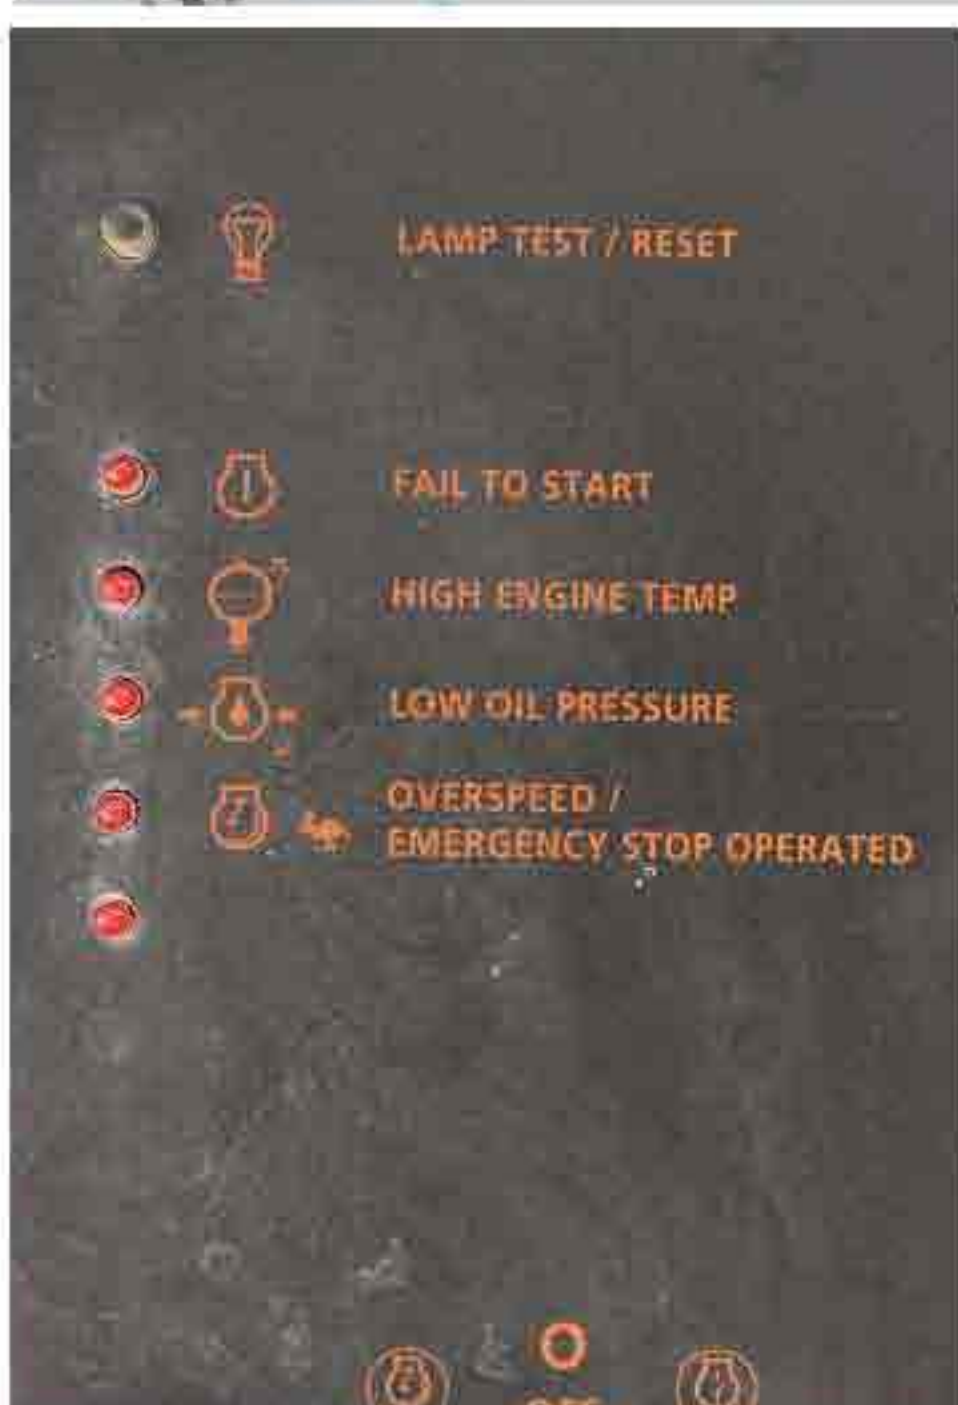 LAMP TEST / RESET
FAIL TO START
HIGH ENGINE TEMP
LOW OIL PRESSURE
OVERSPEED /
EMERGENCY STOP OPERATED